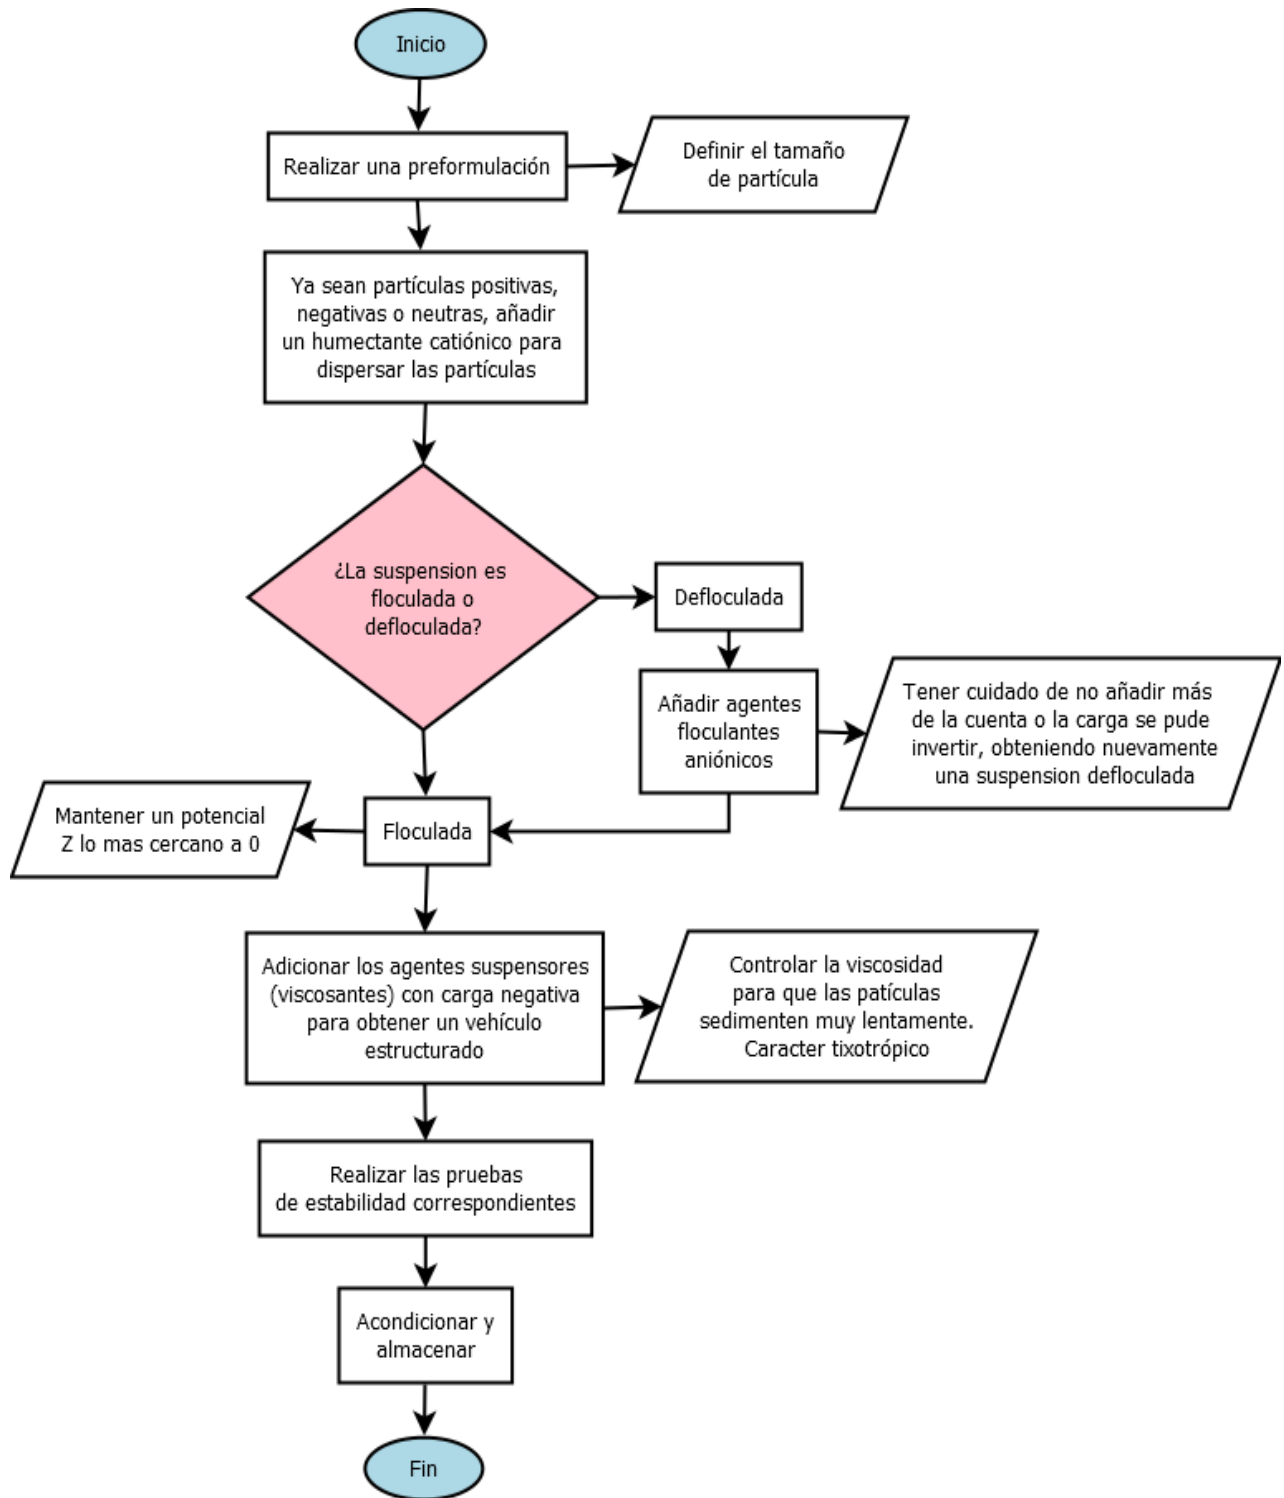 Inicio
Realizar una preformulación
Definir el tamaño
de partícula
Ya sean partículas positivas,
negativas o neutras, añadir
un humectante catiónico para
dispersar las partículas
¿La suspension es
floculada o
defloculada?
Defloculada
Añadir agentes
floculantes
aniónicos
Tener cuidado de no añadir más
de la cuenta o la carga se pude
invertir, obteniendo nuevamente
una suspension defloculada
Mantener un potencial
Z lo mas cercano a 0
Floculada
Adicionar los agentes suspensores
(viscosantes) con carga negativa
para obtener un vehículo
estructurado
Controlar la viscosidad
para que las patículas
sedimenten muy lentamente.
Caracter tixotrópico
Realizar las pruebas
de estabilidad correspondientes
Acondicionar y
almacenar
Fin